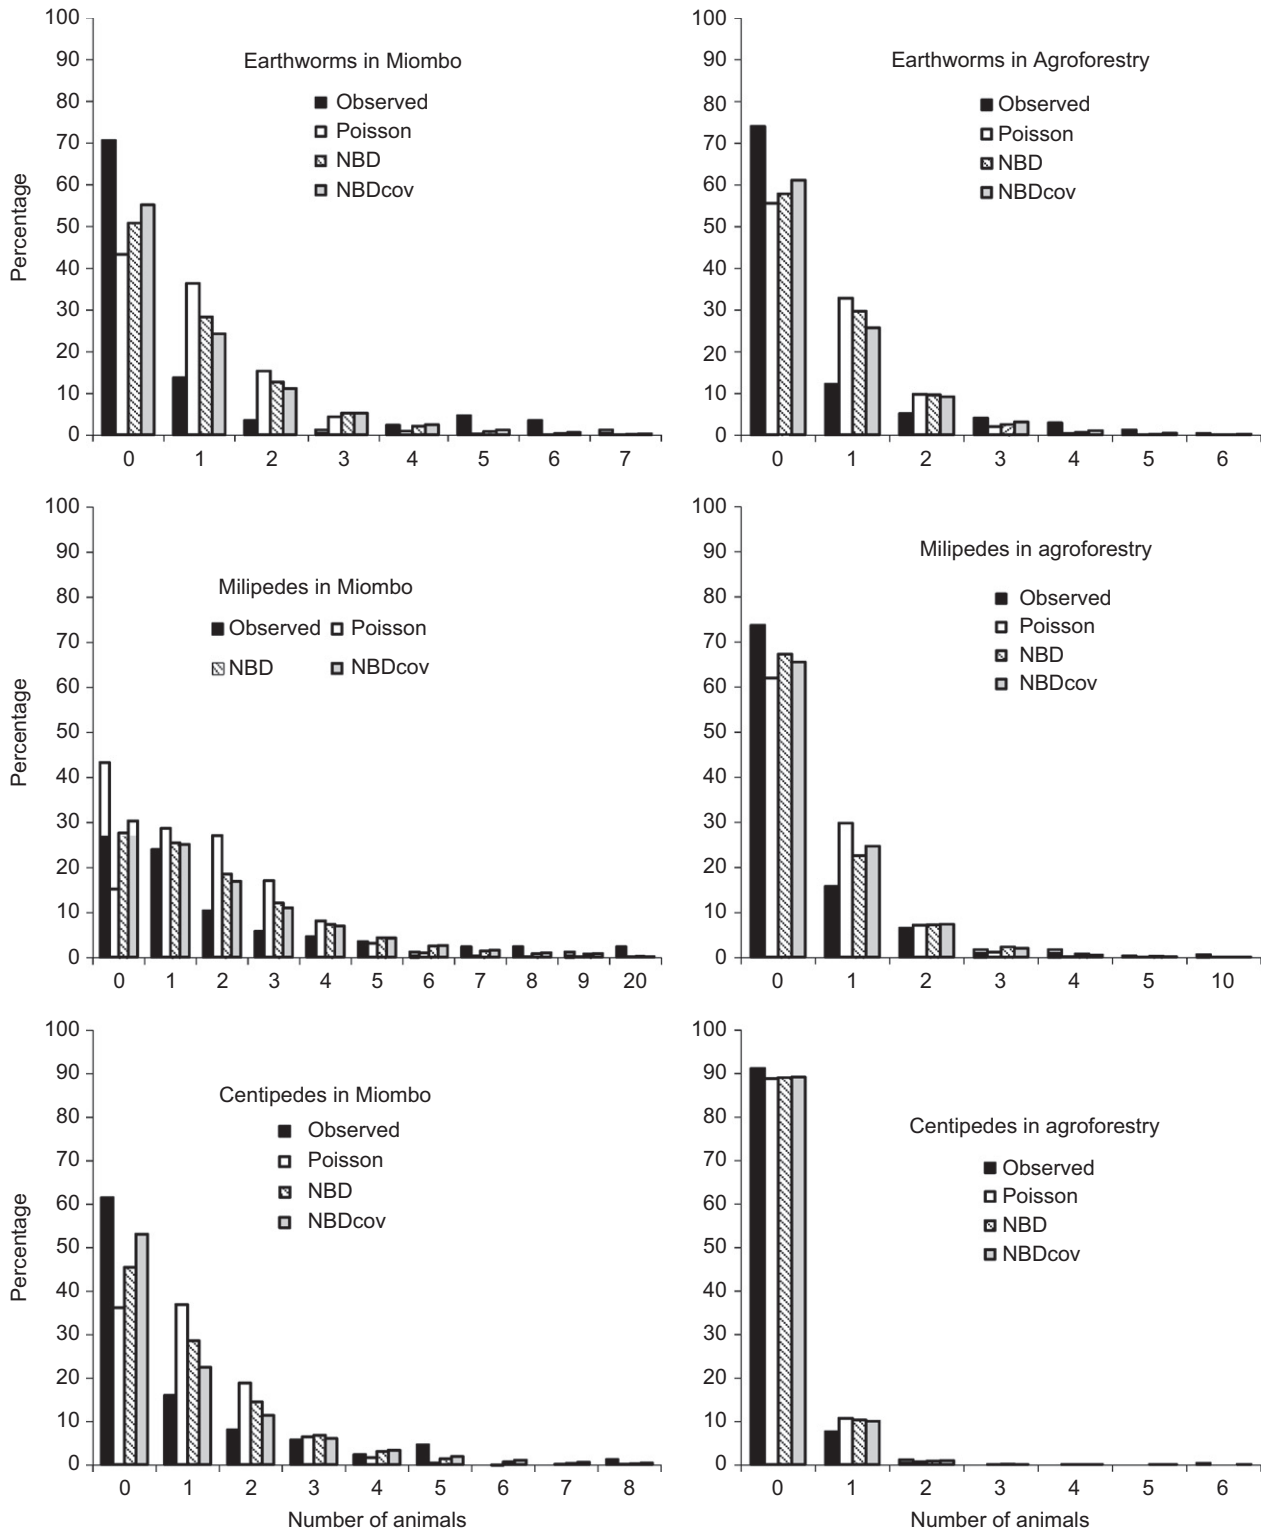 Earthworms in Miombo
Observed
Poisson
NBD
NBDcov
Percentage
100
90
80
70
60
50
40
30
20
10
0
0 1 2 3 4 5 6 7
Earthworms in Agroforestry
Observed
Poisson
NBD
NBDcov
100
90
80
70
60
50
40
30
20
10
0
0 1 2 3 4 5 6
Milipedes in Miombo
Observed Poisson
NBD NBDcov
Percentage
100
90
80
70
60
50
40
30
20
10
0
0 1 2 3 4 5 6 7 8 9 20
Milipedes in agroforestry
Observed
Poisson
NBD
NBDcov
100
90
80
70
60
50
40
30
20
10
0
0 1 2 3 4 5 10
Centipedes in Miombo
Observed
Poisson
NBD
NBDcov
Percentage
100
90
80
70
60
50
40
30
20
10
0
0 1 2 3 4 5 6 7 8
Number of animals
Centipedes in agroforestry
Observed
Poisson
NBD
NBDcov
100
90
80
70
60
50
40
30
20
10
0
0 1 2 3 4 5 6
Number of animals